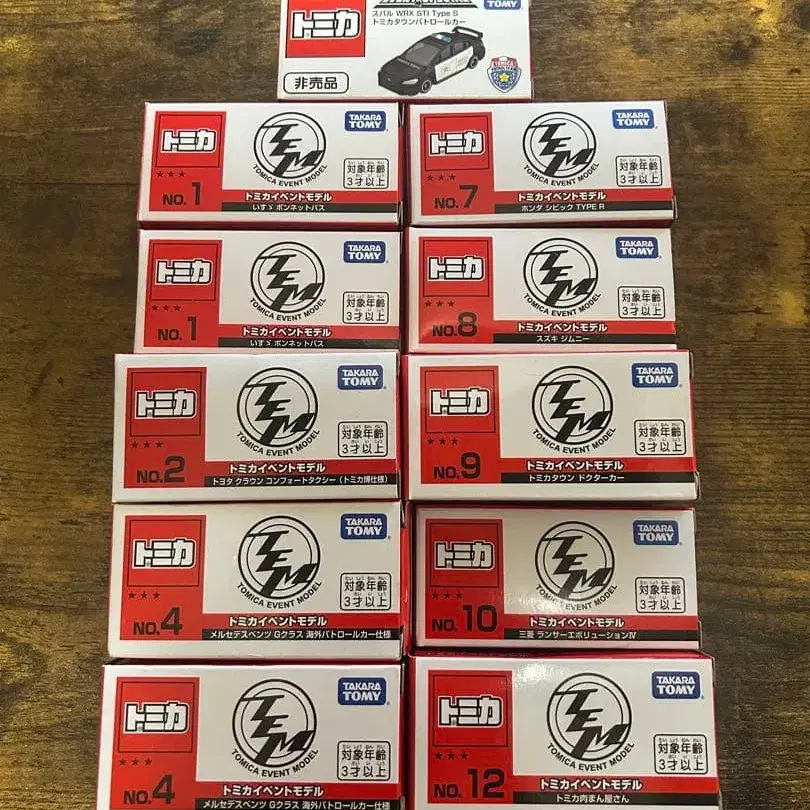 トミカ
スバル WRX STI Type S
トミカタウンパトロールカー
TOMY
非売品
トミカ
TEM
TOMICA EVENT MODEL
TAKARA
TOMY
対象年齢
3才以上
NO.1
トミカイベントモデル
いすゞ ボンネットバス
トミカ
TEM
TOMICA EVENT MODEL
TAKARA
TOMY
対象年齢
3才以上
NO.7
トミカイベントモデル
ホンダ シビック TYPE R
トミカ
TEM
TOMICA EVENT MODEL
TAKARA
TOMY
対象年齢
3才以上
NO.1
トミカイベントモデル
いすゞ ボンネットバス
トミカ
TEM
TOMICA EVENT MODEL
TAKARA
TOMY
対象年齢
3才以上
NO.8
トミカイベントモデル
スズキ ジムニー
トミカ
TEM
TOMICA EVENT MODEL
TAKARA
TOMY
対象年齢
3才以上
NO.2
トミカイベントモデル
トヨタ クラウン コンフォートタクシー（トミカ博仕様）
トミカ
TEM
TOMICA EVENT MODEL
TAKARA
TOMY
対象年齢
3才以上
NO.9
トミカイベントモデル
トミカタウン ドクターカー
トミカ
TEM
TOMICA EVENT MODEL
TAKARA
TOMY
対象年齢
3才以上
NO.4
トミカイベントモデル
メルセデスベンツ Gクラス 海外パトロールカー仕様
トミカ
TEM
TOMICA EVENT MODEL
TAKARA
TOMY
対象年齢
3才以上
NO.10
トミカイベントモデル
三菱 ランサーエボリューションⅣ
トミカ
TEM
TOMICA EVENT MODEL
TAKARA
TOMY
対象年齢
3才以上
NO.4
トミカイベントモデル
メルセデスベンツ Gクラス 海外パトロールカー仕様
トミカ
TEM
TOMICA EVENT MODEL
TAKARA
TOMY
対象年齢
3才以上
NO.12
トミカイベントモデル
トミカ肉まん屋さん